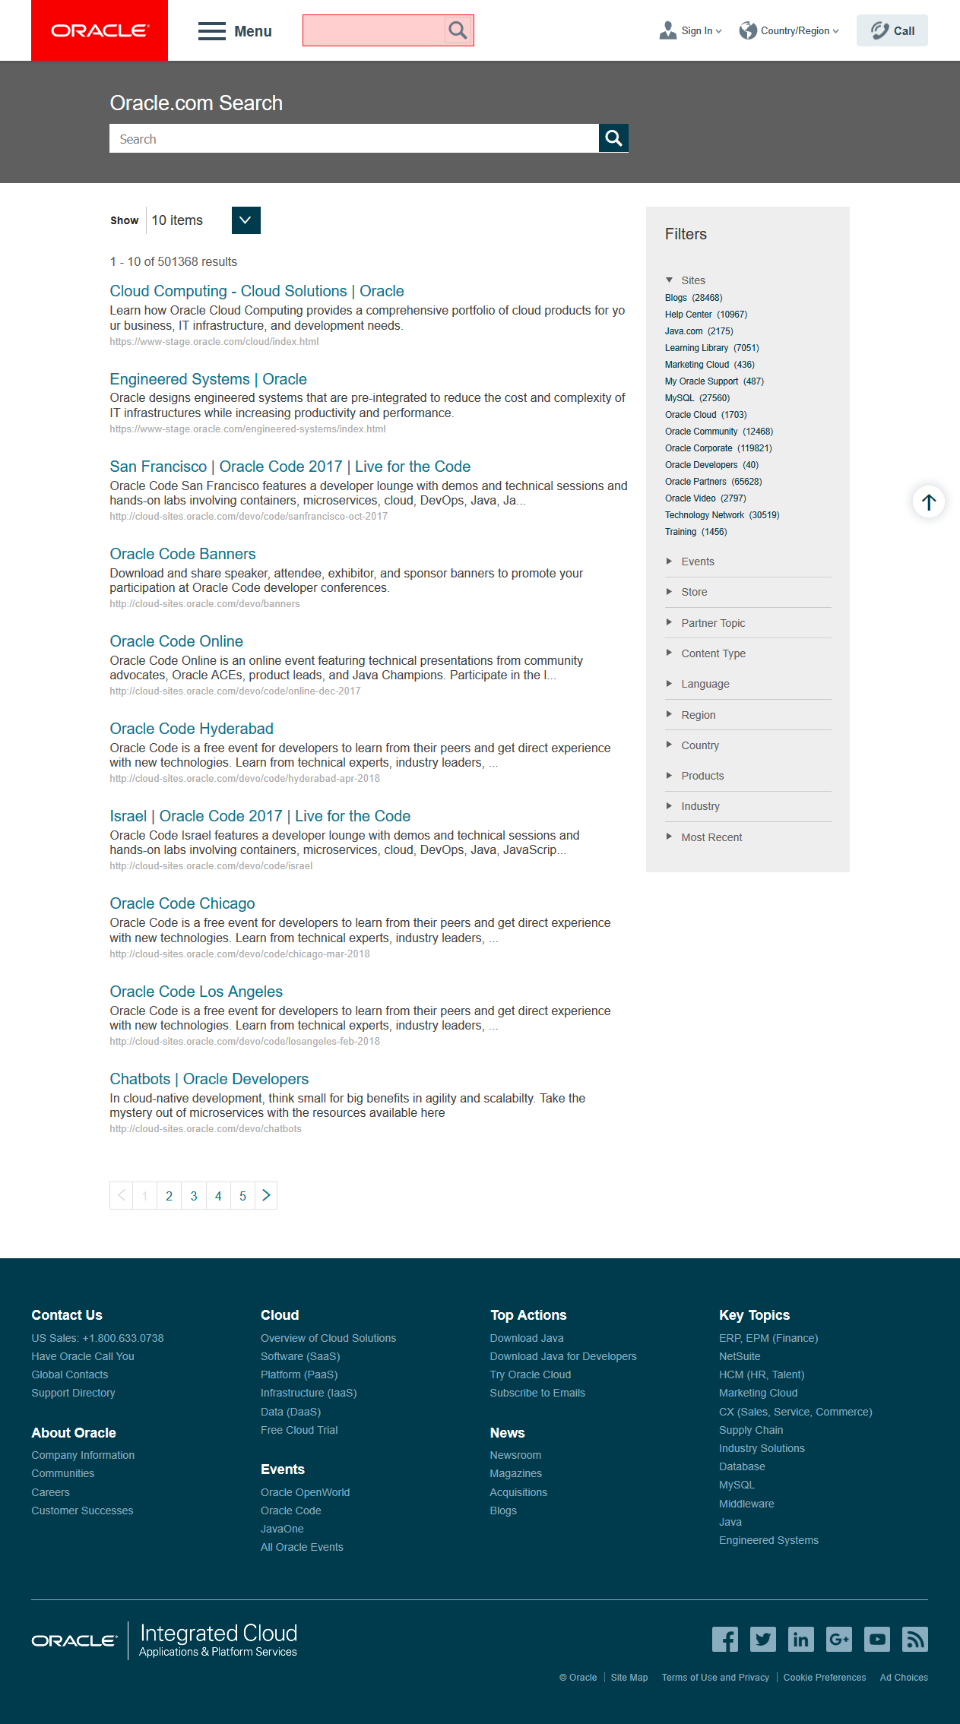 ORACLE
Menu
Sign In
Country/Region
Call
Oracle.com Search
Search
Show
10 items
1 - 10 of 501368 results
Cloud Computing - Cloud Solutions | Oracle
Learn how Oracle Cloud Computing provides a comprehensive portfolio of cloud products for yo
ur business, IT infrastructure, and development needs.
https://www-stage.oracle.com/cloud/index.html
Engineered Systems | Oracle
Oracle designs engineered systems that are pre-integrated to reduce the cost and complexity of
IT infrastructures while increasing productivity and performance.
https://www-stage.oracle.com/engineered-systems/index.html
San Francisco | Oracle Code 2017 | Live for the Code
Oracle Code San Francisco features a developer lounge with demos and technical sessions and
hands-on labs involving containers, microservices, cloud, DevOps, Java, Ja...
http://cloud-sites.oracle.com/devo/code/sanfrancisco-oct-2017
Oracle Code Banners
Download and share speaker, attendee, exhibitor, and sponsor banners to promote your
participation at Oracle Code developer conferences.
http://cloud-sites.oracle.com/devo/banners
Oracle Code Online
Oracle Code Online is an online event featuring technical presentations from community
advocates, Oracle ACEs, product leads, and Java Champions. Participate in the l...
http://cloud-sites.oracle.com/devo/code/online-dec-2017
Oracle Code Hyderabad
Oracle Code is a free event for developers to learn from their peers and get direct experience
with new technologies. Learn from technical experts, industry leaders, ...
http://cloud-sites.oracle.com/devo/code/hyderabad-apr-2018
Israel | Oracle Code 2017 | Live for the Code
Oracle Code Israel features a developer lounge with demos and technical sessions and
hands-on labs involving containers, microservices, cloud, DevOps, Java, JavaScrip...
http://cloud-sites.oracle.com/devo/code/israel
Oracle Code Chicago
Oracle Code is a free event for developers to learn from their peers and get direct experience
with new technologies. Learn from technical experts, industry leaders, ...
http://cloud-sites.oracle.com/devo/code/chicago-mar-2018
Oracle Code Los Angeles
Oracle Code is a free event for developers to learn from their peers and get direct experience
with new technologies. Learn from technical experts, industry leaders, ...
http://cloud-sites.oracle.com/devo/code/losangeles-feb-2018
Chatbots | Oracle Developers
In cloud-native development, think small for big benefits in agility and scalabilty. Take the
mystery out of microservices with the resources available here
http://cloud-sites.oracle.com/devo/chatbots
1 2 3 4 5
Filters
Sites
Blogs (28468)
Help Center (10967)
Java.com (2175)
Learning Library (7051)
Marketing Cloud (436)
My Oracle Support (487)
MySQL (27560)
Oracle Cloud (1703)
Oracle Community (12468)
Oracle Corporate (119821)
Oracle Developers (40)
Oracle Partners (65628)
Oracle Video (2797)
Technology Network (30519)
Training (1456)
Events
Store
Partner Topic
Content Type
Language
Region
Country
Products
Industry
Most Recent
Contact Us
US Sales: +1.800.633.0738
Have Oracle Call You
Global Contacts
Support Directory
About Oracle
Company Information
Communities
Careers
Customer Successes
Cloud
Overview of Cloud Solutions
Software (SaaS)
Platform (PaaS)
Infrastructure (IaaS)
Data (DaaS)
Free Cloud Trial
Events
Oracle OpenWorld
Oracle Code
JavaOne
All Oracle Events
Top Actions
Download Java
Download Java for Developers
Try Oracle Cloud
Subscribe to Emails
News
Newsroom
Magazines
Acquisitions
Blogs
Key Topics
ERP, EPM (Finance)
NetSuite
HCM (HR, Talent)
Marketing Cloud
CX (Sales, Service, Commerce)
Supply Chain
Industry Solutions
Database
MySQL
Middleware
Java
Engineered Systems
ORACLE
Integrated Cloud
Applications & Platform Services
© Oracle | Site Map Terms of Use and Privacy | Cookie Preferences Ad Choices